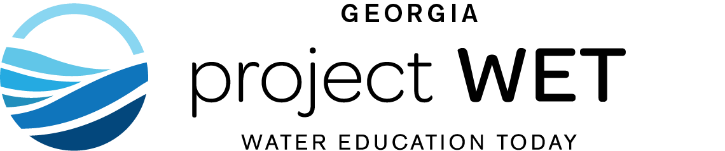 GEORGIA
project WET
WATER EDUCATION TODAY